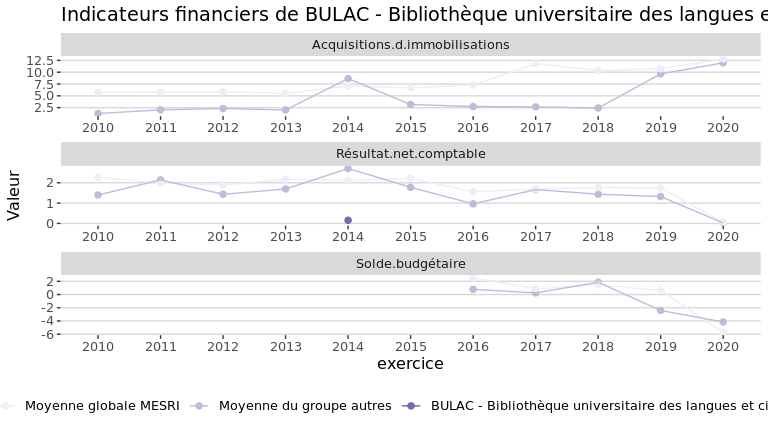 Indicateurs financiers de BULAC - Bibliothèque universitaire des langues e
Acquisitions.d.immobilisations
12.5
10.0
7.5
5.0
2.5
2010 2011 2012 2013 2014 2015 2016 2017 2018 2019 2020
Résultat.net.comptable
2
1
0
2010 2011 2012 2013 2014 2015 2016 2017 2018 2019 2020
Solde.budgétaire
2
0
-2
-4
-6
2010 2011 2012 2013 2014 2015 2016 2017 2018 2019 2020
Valeur
exercice
Moyenne globale MESRI Moyenne du groupe autres BULAC - Bibliothèque universitaire des langues et ci